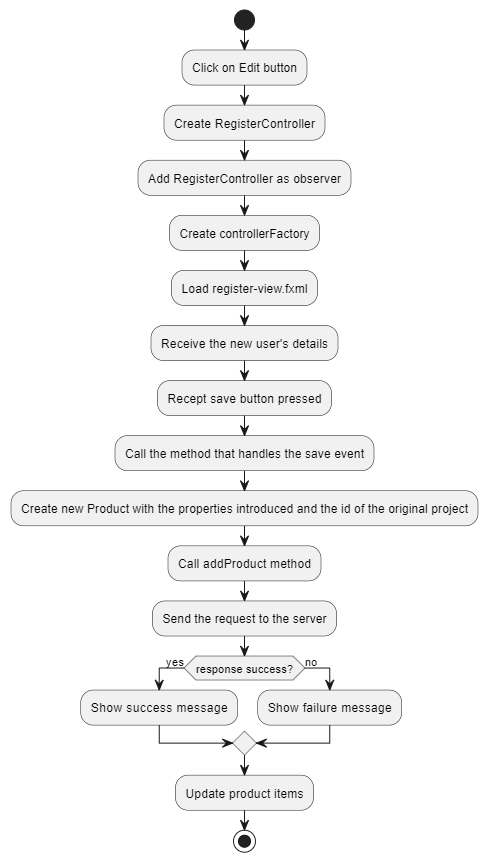 Click on Edit button
Create RegisterController
Add RegisterController as observer
Create controllerFactory
Load register-view.fxml
Receive the new user's details
Recept save button pressed
Call the method that handles the save event
Create new Product with the properties introduced and the id of the original project
Call addProduct method
Send the request to the server
yes
response success?
no
Show success message
Show failure message
Update product items